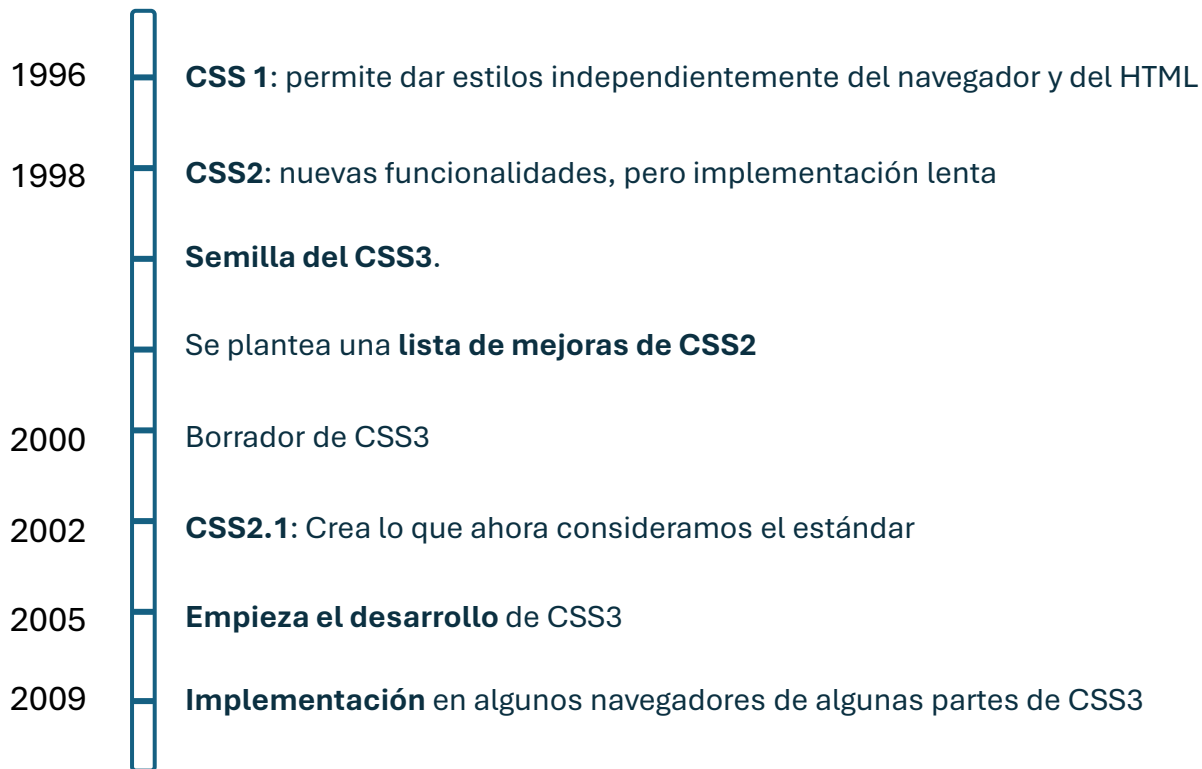 1996 CSS 1: permite dar estilos independientemente del navegador y del HTML
1998 CSS2: nuevas funcionalidades, pero implementación lenta
Semilla del CSS3.
Se plantea una lista de mejoras de CSS2
2000 Borrador de CSS3
2002 CSS2.1: Crea lo que ahora consideramos el estándar
2005 Empieza el desarrollo de CSS3
2009 Implementación en algunos navegadores de algunas partes de CSS3